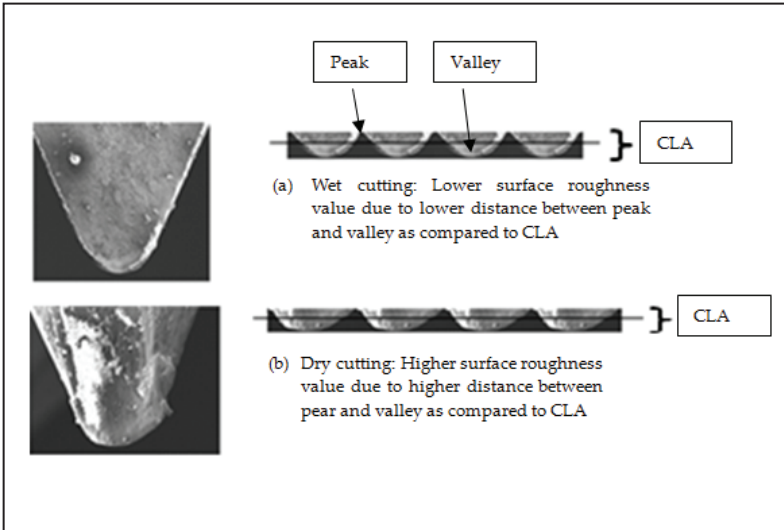 Peak
Valley
CLA
(a) Wet cutting: Lower surface roughness
value due to lower distance between peak
and valley as compared to CLA
CLA
(b) Dry cutting: Higher surface roughness
value due to higher distance between
pear and valley as compared to CLA